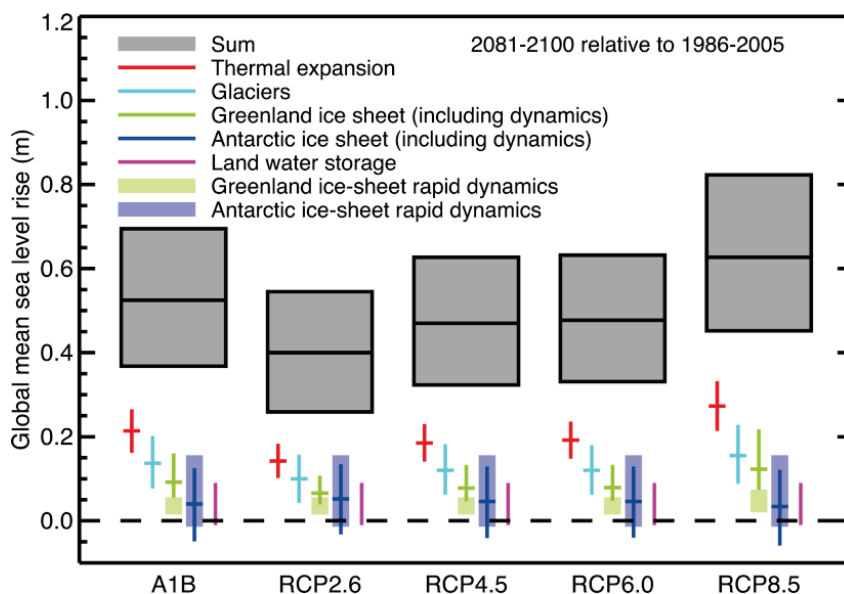 1.2
1.0
0.8
0.6
0.4
0.2
0.0
Global mean sea level rise (m)
2081-2100 relative to 1986-2005
Sum
Thermal expansion
Glaciers
Greenland ice sheet (including dynamics)
Antarctic ice sheet (including dynamics)
Land water storage
Greenland ice-sheet rapid dynamics
Antarctic ice-sheet rapid dynamics
A1B RCP2.6 RCP4.5 RCP6.0 RCP8.5